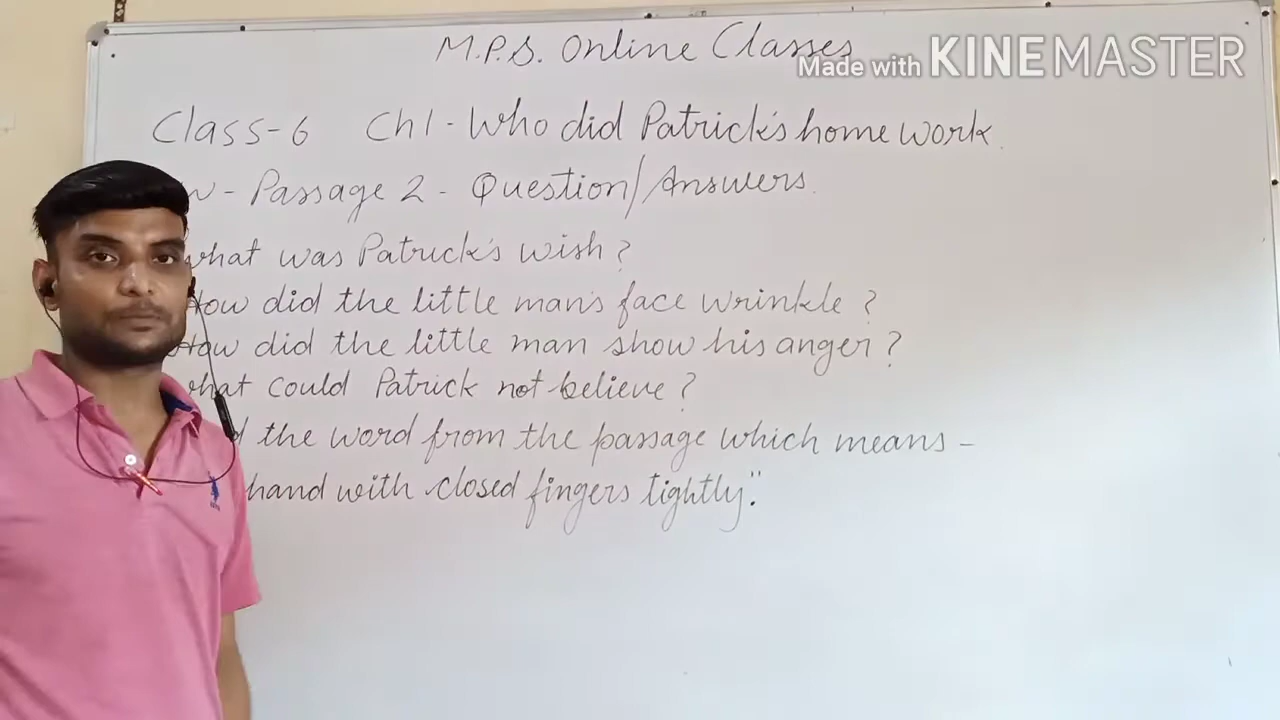 M.P.S. Online Classes
Made with KINEMASTER
Class-6 Ch1-Who did Patrick's home work.
- Passage 2 - Question/Answers.
what was Patrick's wish?
How did the little man's face wrinkle?
How did the little man show his anger?
what could Patrick not believe?
the word from the passage which means -
hand with closed fingers tightly."